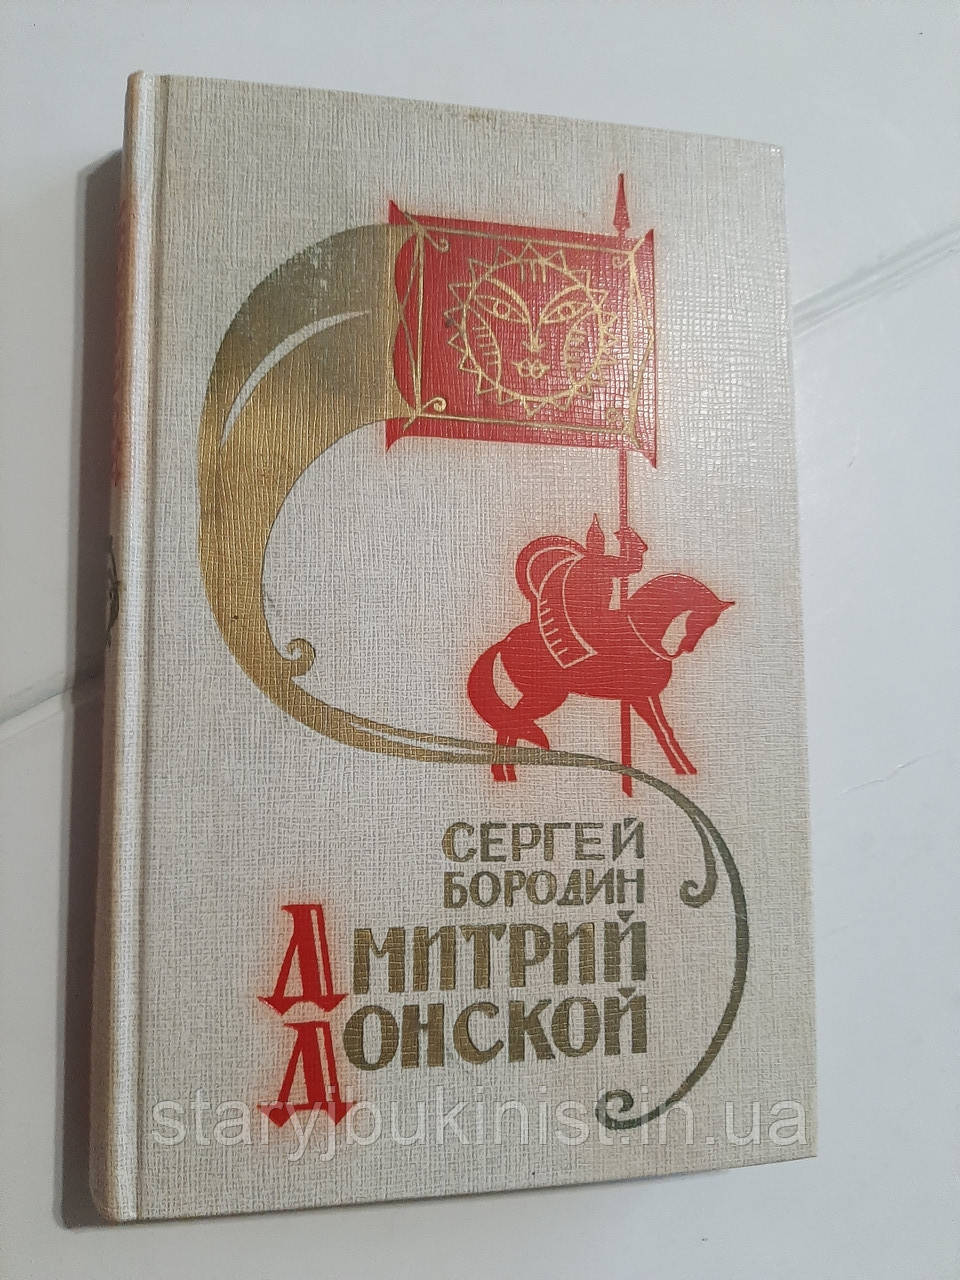 СЕРГЕЙ
БОРОДИН
ДМИТРИЙ
ДОНСКОЙ
staryjbukinist.in.ua